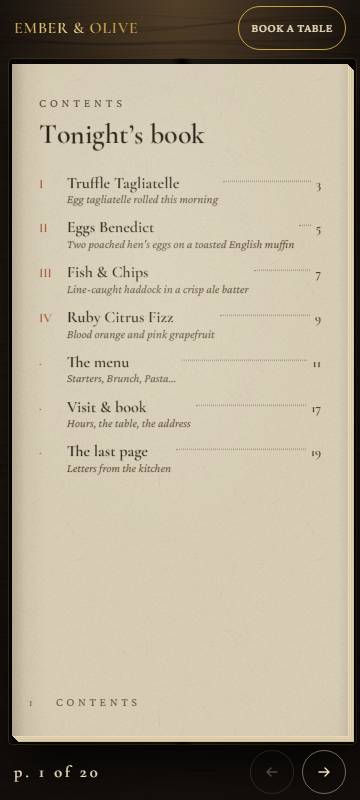 EMBER & OLIVE
BOOK A TABLE
CONTENTS
Tonight's book
I Truffle Tagliatelle 3
Egg tagliatelle rolled this morning
II Eggs Benedict 5
Two poached hen's eggs on a toasted English muffin
III Fish & Chips 7
Line-caught haddock in a crisp ale batter
IV Ruby Citrus Fizz 9
Blood orange and pink grapefruit
· The menu 11
Starters, Brunch, Pasta…
· Visit & book 17
Hours, the table, the address
· The last page 19
Letters from the kitchen
1 CONTENTS
p. 1 of 20 ← →